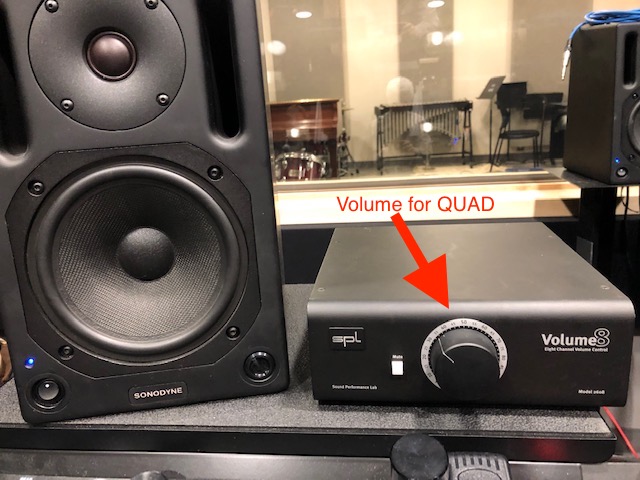 Volume for QUAD
spl
Volume8
Eight Channel Volume Control
Mute
Sound Performance Lab
Model 2618
SONODYNE